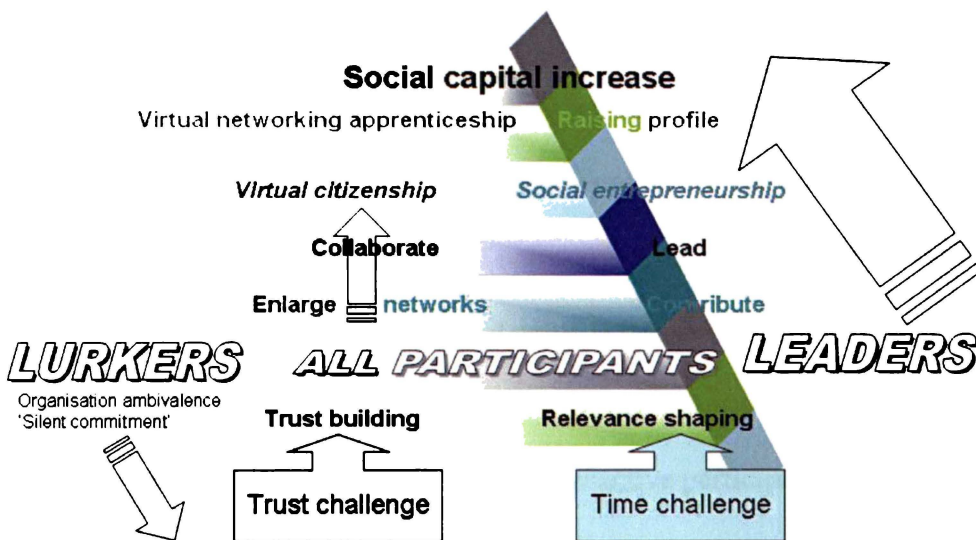 Social capital increase
Virtual networking apprenticeship Raising profile
Virtual citizenship Social entrepreneurship
Collaborate Lead
Enlarge networks Contribute
LURKERS ALL PARTICIPANTS LEADERS
Organisation ambivalence
'Silent commitment'
Trust building Relevance shaping
Trust challenge Time challenge